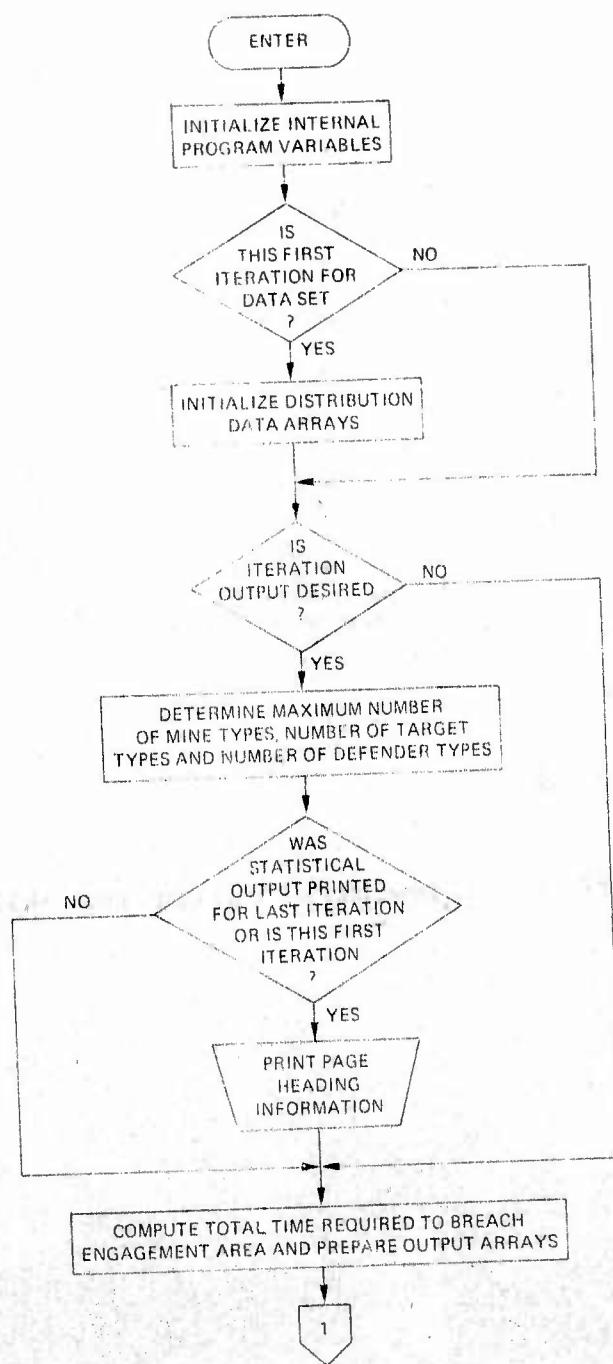 ENTER
INITIALIZE INTERNAL
PROGRAM VARIABLES
IS
THIS FIRST
ITERATION FOR
DATA SET
?
NO
YES
INITIALIZE DISTRIBUTION
DATA ARRAYS
IS
ITERATION
OUTPUT DESIRED
?
NO
YES
DETERMINE MAXIMUM NUMBER
OF MINE TYPES, NUMBER OF TARGET
TYPES AND NUMBER OF DEFENDER TYPES
WAS
STATISTICAL
OUTPUT PRINTED
FOR LAST ITERATION
OR IS THIS FIRST
ITERATION
?
NO
YES
PRINT PAGE
HEADING
INFORMATION
COMPUTE TOTAL TIME REQUIRED TO BREACH
ENGAGEMENT AREA AND PREPARE OUTPUT ARRAYS
1